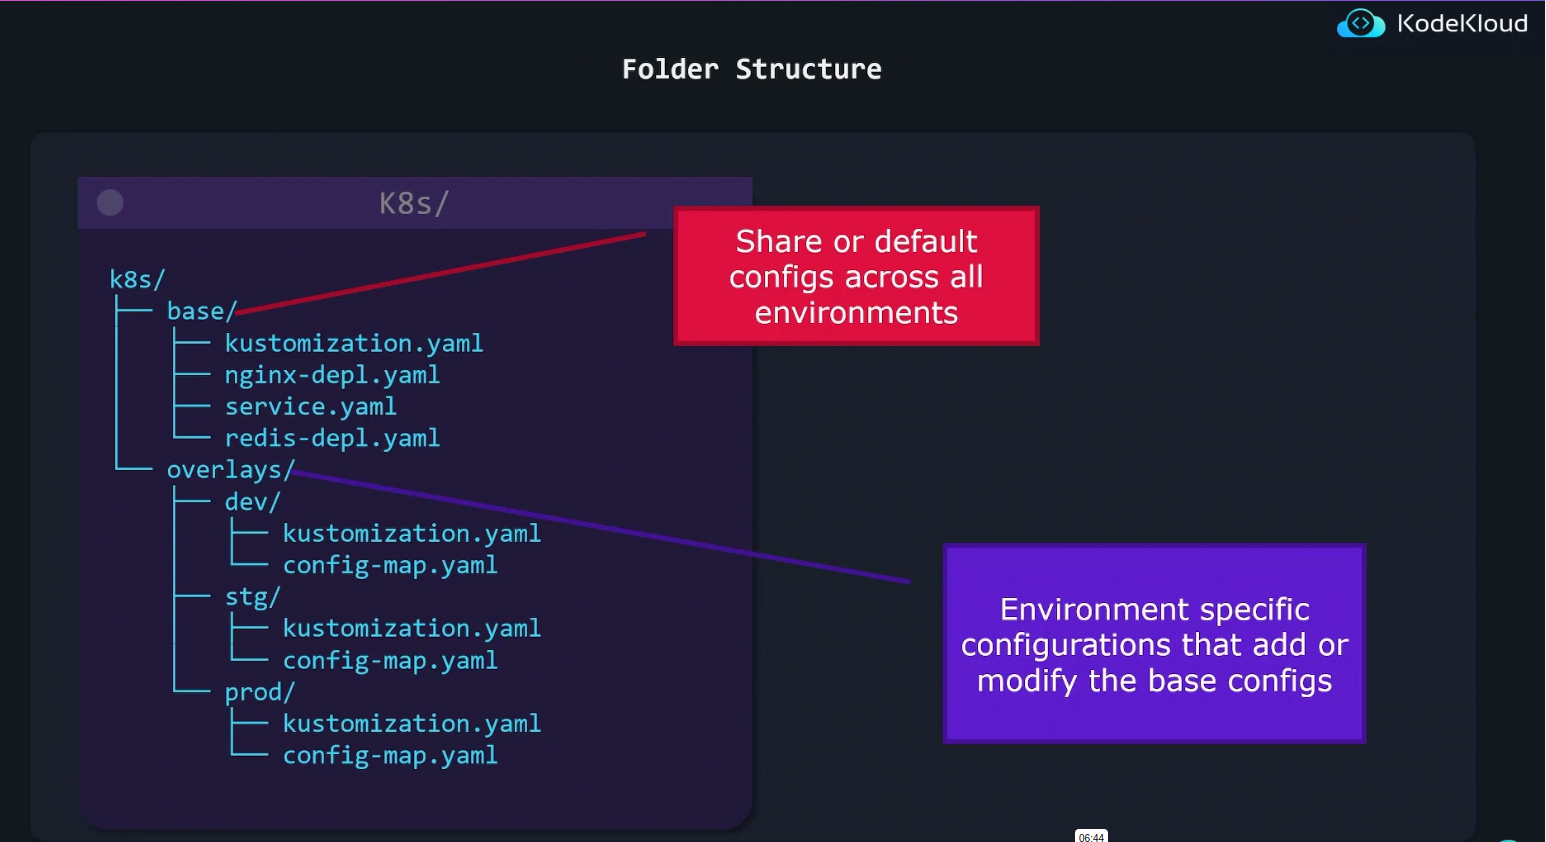 KodeKloud
Folder Structure
K8s/
k8s/
base/
kustomization.yaml
nginx-depl.yaml
service.yaml
redis-depl.yaml
overlays/
dev/
kustomization.yaml
config-map.yaml
stg/
kustomization.yaml
config-map.yaml
prod/
kustomization.yaml
config-map.yaml
Share or default
configs across all
environments
Environment specific
configurations that add or
modify the base configs
06:44